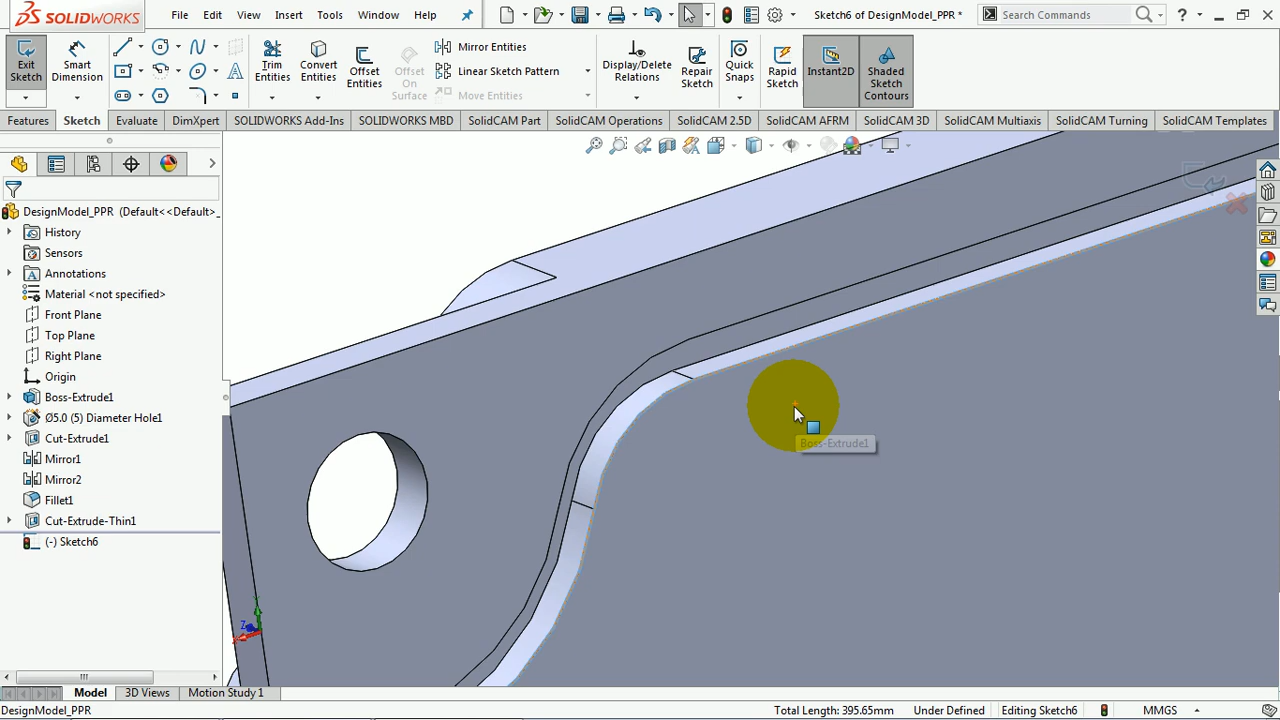 3S SOLIDWORKS
File Edit View Insert Tools Window Help
Sketch6 of DesignModel_PPR *
Search Commands
?
Exit Sketch
Smart Dimension
Trim Entities
Convert Entities
Offset Entities
Offset On Surface
Mirror Entities
Linear Sketch Pattern
Move Entities
Display/Delete Relations
Repair Sketch
Quick Snaps
Rapid Sketch
Instant2D
Shaded Sketch Contours
Features Sketch Evaluate DimXpert SOLIDWORKS Add-Ins SOLIDWORKS MBD SolidCAM Part SolidCAM Operations SolidCAM 2.5D SolidCAM AFRM SolidCAM 3D SolidCAM Multiaxis SolidCAM Turning SolidCAM Templates
DesignModel_PPR (Default<<Default>_
History
Sensors
Annotations
Material <not specified>
Front Plane
Top Plane
Right Plane
Origin
Boss-Extrude1
Ø5.0 (5) Diameter Hole1
Cut-Extrude1
Mirror1
Mirror2
Fillet1
Cut-Extrude-Thin1
(-) Sketch6
Boss-Extrude1
Z
Model 3D Views Motion Study 1
DesignModel_PPR Total Length: 395.65mm Under Defined Editing Sketch6 MMGS